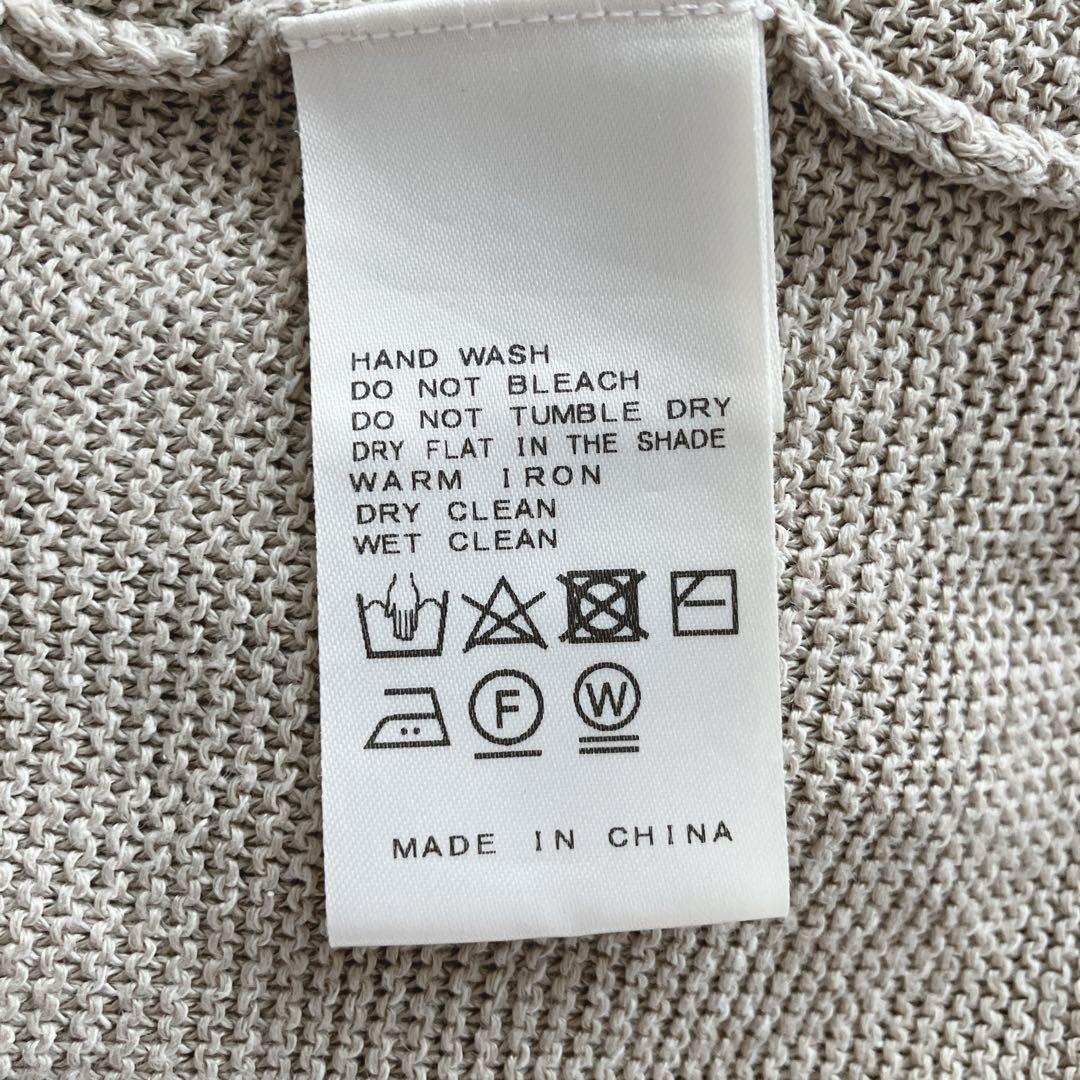 HAND WASH
DO NOT BLEACH
DO NOT TUMBLE DRY
DRY FLAT IN THE SHADE
WARM IRON
DRY CLEAN
WET CLEAN
F W
MADE IN CHINA